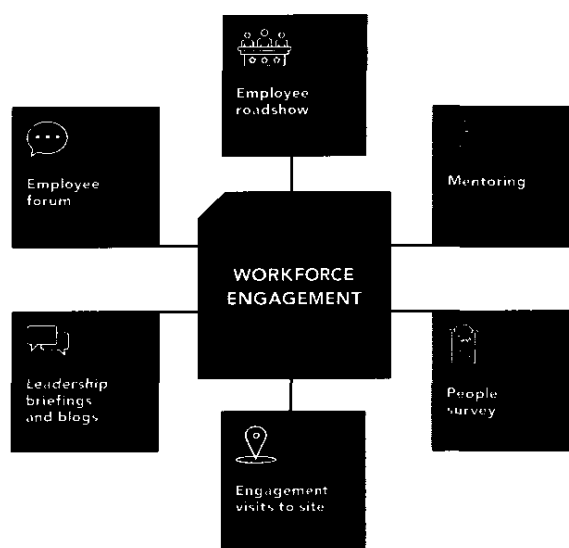 Employee
roadshow
Employee
forum
Mentoring
WORKFORCE
ENGAGEMENT
Leadership
briefings
and blogs
People
survey
Engagement
visits to site